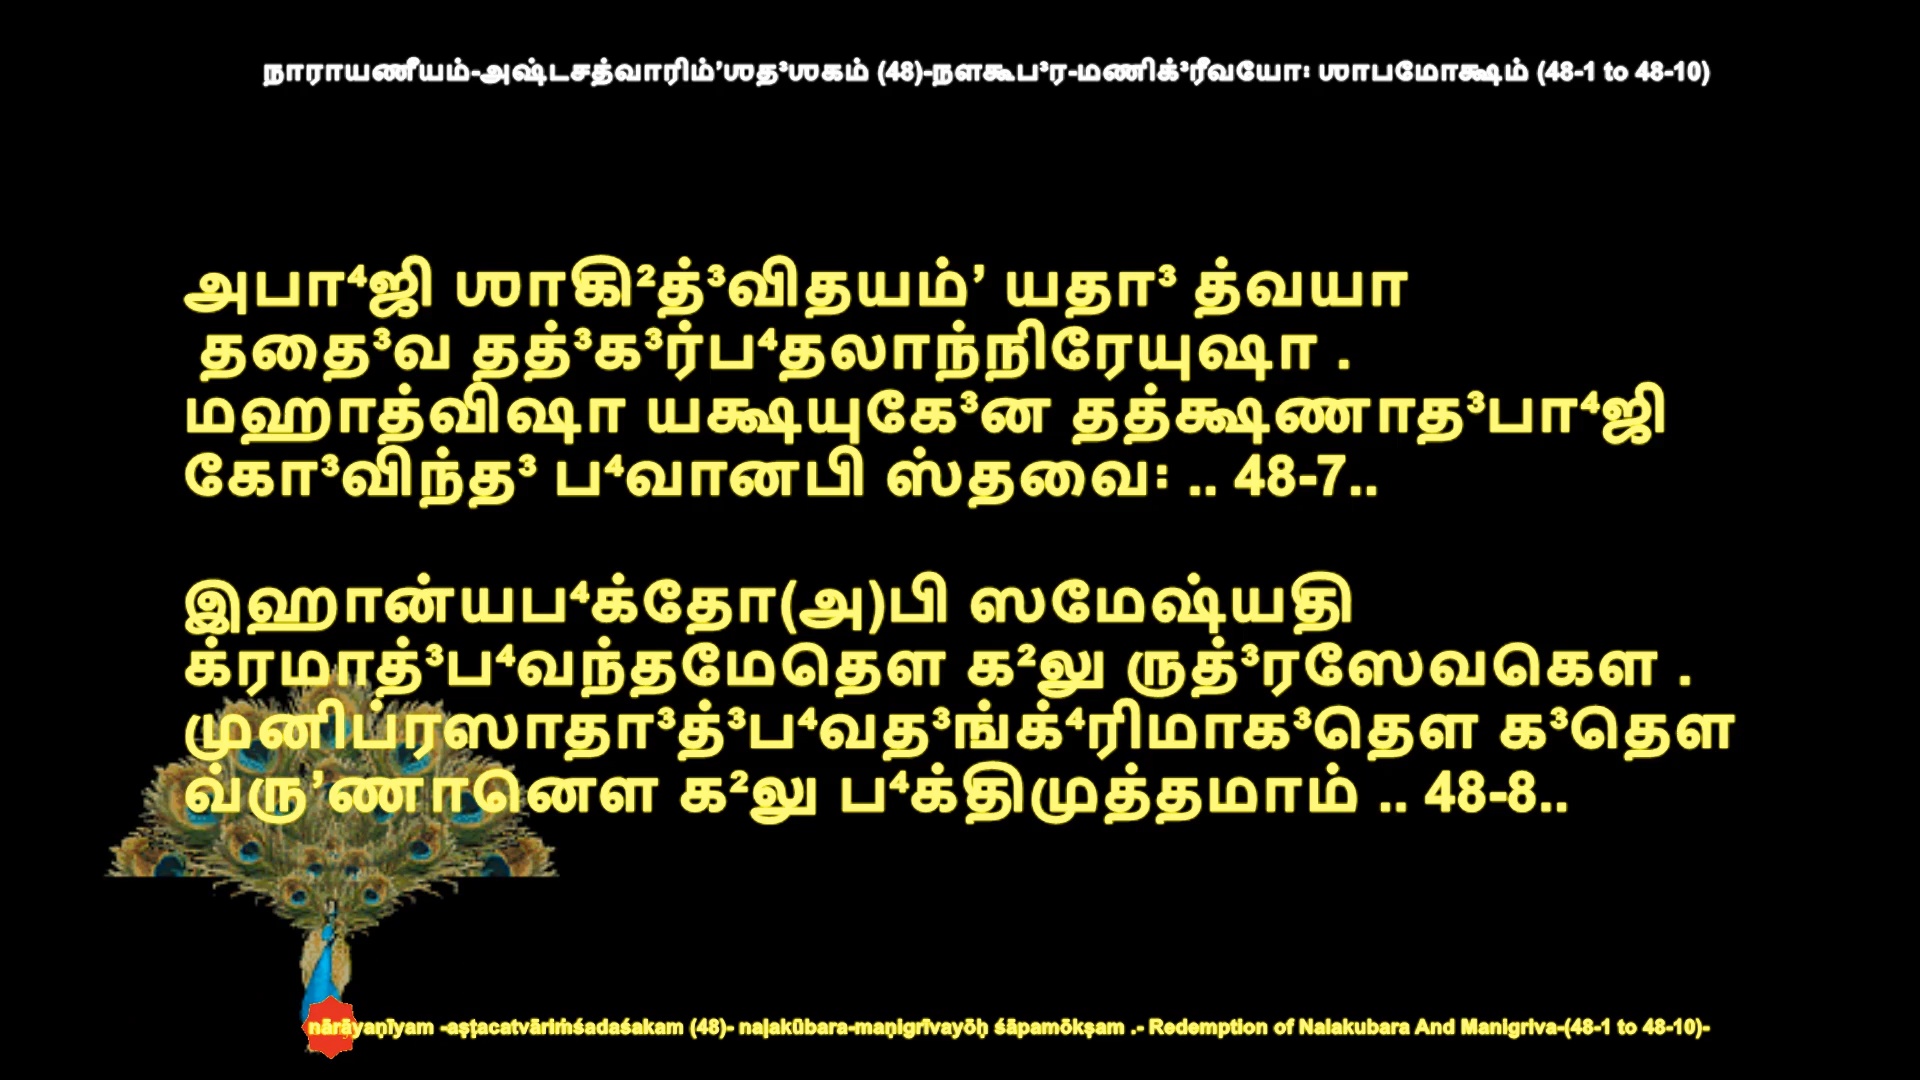 நாராயணீயம்-அஷ்டசத்வாரிம்’ஶத³ஶகம் (48)-நளகூப³ர-மணிக்³ரீவயோ꞉ ஶாபமோக்ஷம் (48-1 to 48-10)
அபா⁴ஜி ஶாகி²த்³விதயம்’ யதா³ த்வயா
ததை³வ தத்³க³ர்ப⁴தலாந்நிரேயுஷா .
மஹாத்விஷா யக்ஷயுகே³ன தத்க்ஷணாத³பா⁴ஜி
கோ³விந்த³ ப⁴வானபி ஸ்தவை꞉ .. 48-7..
இஹான்யப⁴க்தோ(அ)பி ஸமேஷ்யதி
க்ரமாத்³ப⁴வந்தமேதௌ க²லு ருத்³ரஸேவகௌ .
முனிப்ரஸாதா³த்³ப⁴வத³ங்க்⁴ரிமாக³தௌ க³தௌ
வ்ருʼணானௌ க²லு ப⁴க்திமுத்தமாம் .. 48-8..
nārāyaṇīyam -aṣṭacatvāriṁśadaśakam (48)- naḷakūbara-maṇigrīvayōḥ śāpamōkṣam .- Redemption of Nalakubara And Manigriva-(48-1 to 48-10)-